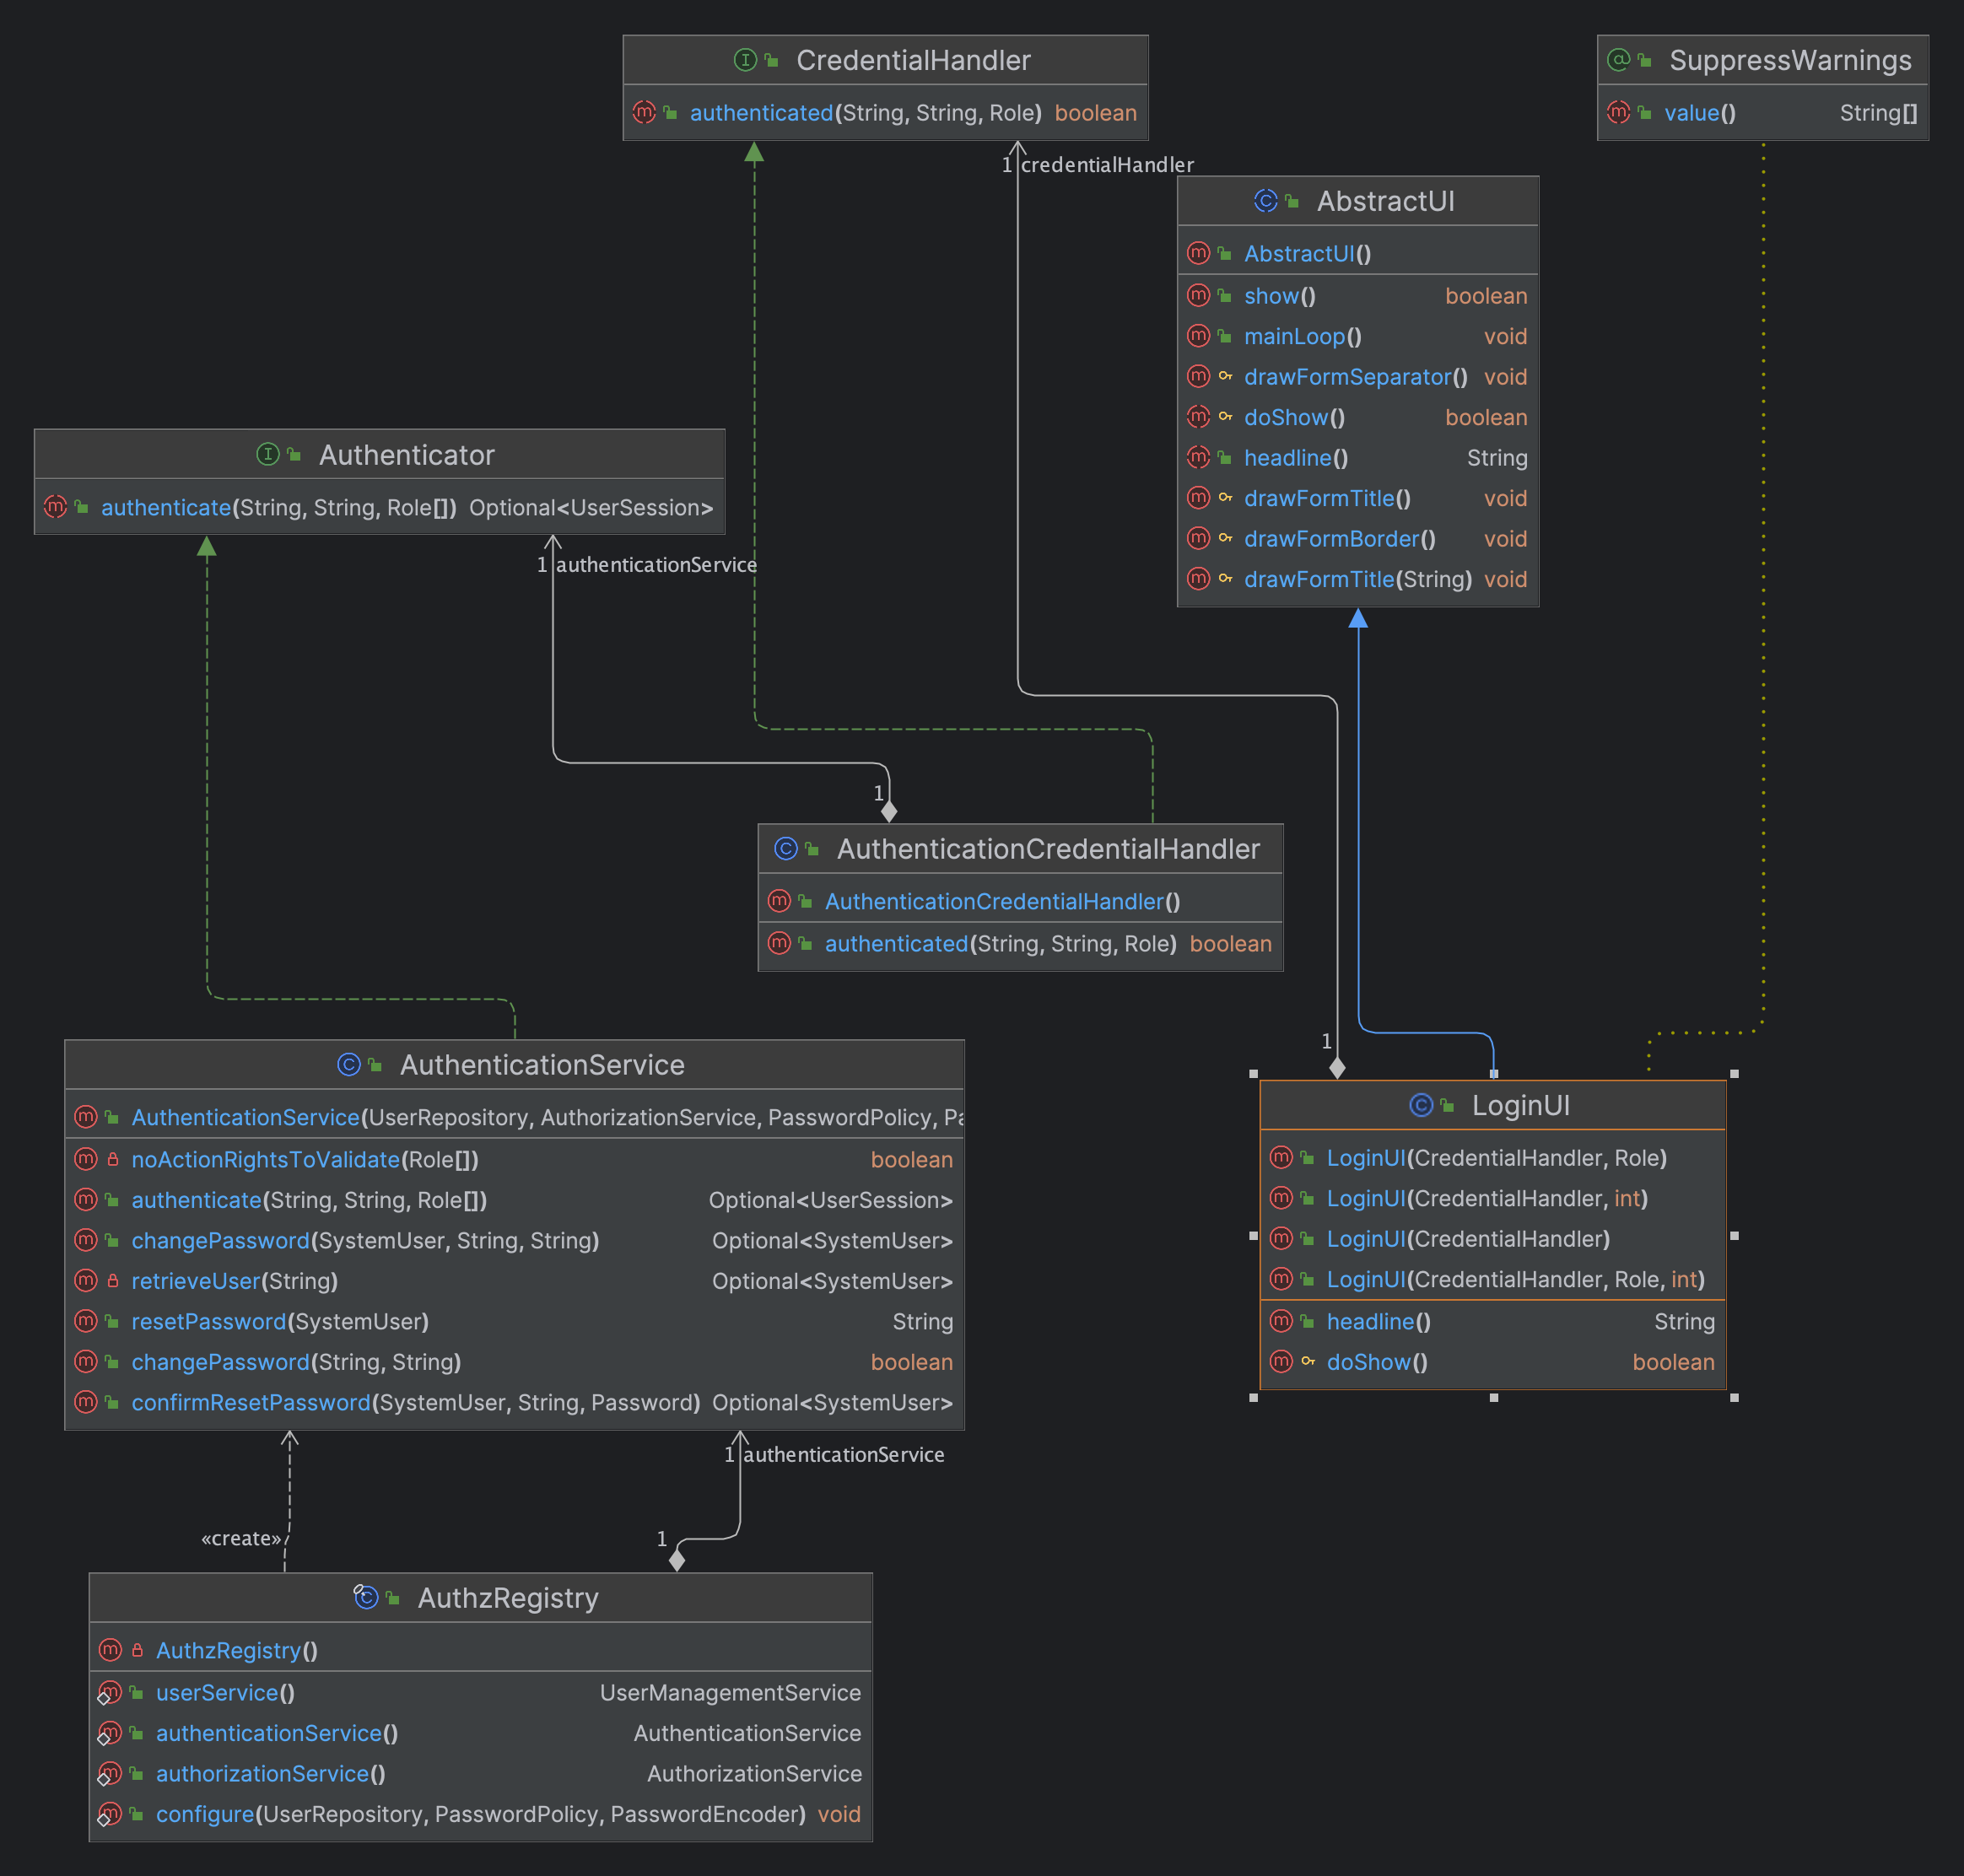 CredentialHandler
authenticated(String, String, Role) boolean
1 credentialHandler
SuppressWarnings
value() String[]
AbstractUI
AbstractUI()
show() boolean
mainLoop() void
drawFormSeparator() void
doShow() boolean
headline() String
drawFormTitle() void
drawFormBorder() void
drawFormTitle(String) void
Authenticator
authenticate(String, String, Role[]) Optional<UserSession>
1 authenticationService
1
AuthenticationCredentialHandler
AuthenticationCredentialHandler()
authenticated(String, String, Role) boolean
AuthenticationService
AuthenticationService(UserRepository, AuthorizationService, PasswordPolicy, Pa
noActionRightsToValidate(Role[]) boolean
authenticate(String, String, Role[]) Optional<UserSession>
changePassword(SystemUser, String, String) Optional<SystemUser>
retrieveUser(String) Optional<SystemUser>
resetPassword(SystemUser) String
changePassword(String, String) boolean
confirmResetPassword(SystemUser, String, Password) Optional<SystemUser>
1
LoginUI
LoginUI(CredentialHandler, Role)
LoginUI(CredentialHandler, int)
LoginUI(CredentialHandler)
LoginUI(CredentialHandler, Role, int)
headline() String
doShow() boolean
1 authenticationService
«create»
1
AuthzRegistry
AuthzRegistry()
userService() UserManagementService
authenticationService() AuthenticationService
authorizationService() AuthorizationService
configure(UserRepository, PasswordPolicy, PasswordEncoder) void